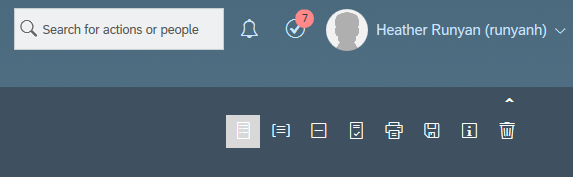 Search for actions or people
7
Heather Runyan (runyanh)